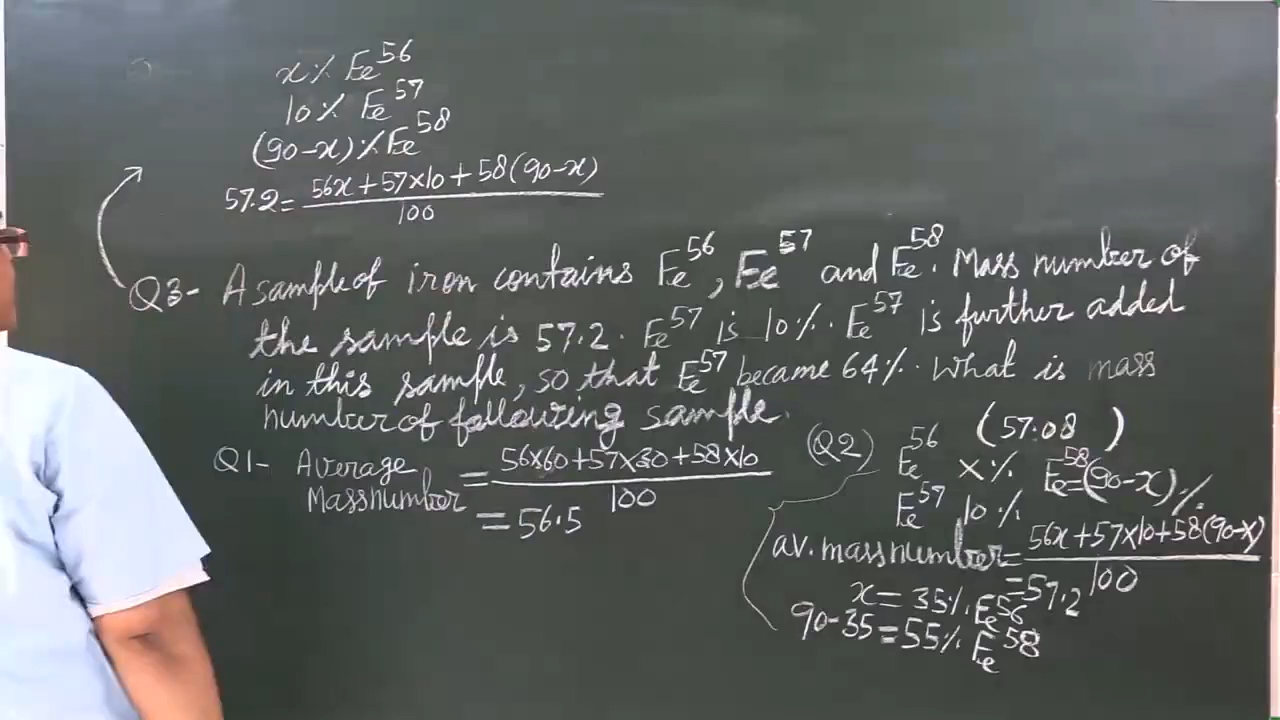 x% Fe⁵⁶
10% Fe⁵⁷
(90-x)% Fe⁵⁸
57.2 = 56x + 57×10 + 58(90-x)
100
Q3- A sample of iron contains Fe⁵⁶, Fe⁵⁷ and Fe⁵⁸. Mass number of
the sample is 57.2. Fe⁵⁷ is 10%. Fe⁵⁷ is further added
in this sample, so that Fe⁵⁷ became 64%. What is mass
number of following sample.
(57.08)
Q1- Average
Mass number
= 56×60+57×30+58×10
100
= 56.5
(Q2) Fe⁵⁶ x% Fe⁵⁸=(90-x)%
Fe⁵⁷ 10%
av. mass number = 56x+57×10+58(90-x)
100
=57.2
x = 35% Fe⁵⁶
90-35 = 55% Fe⁵⁸